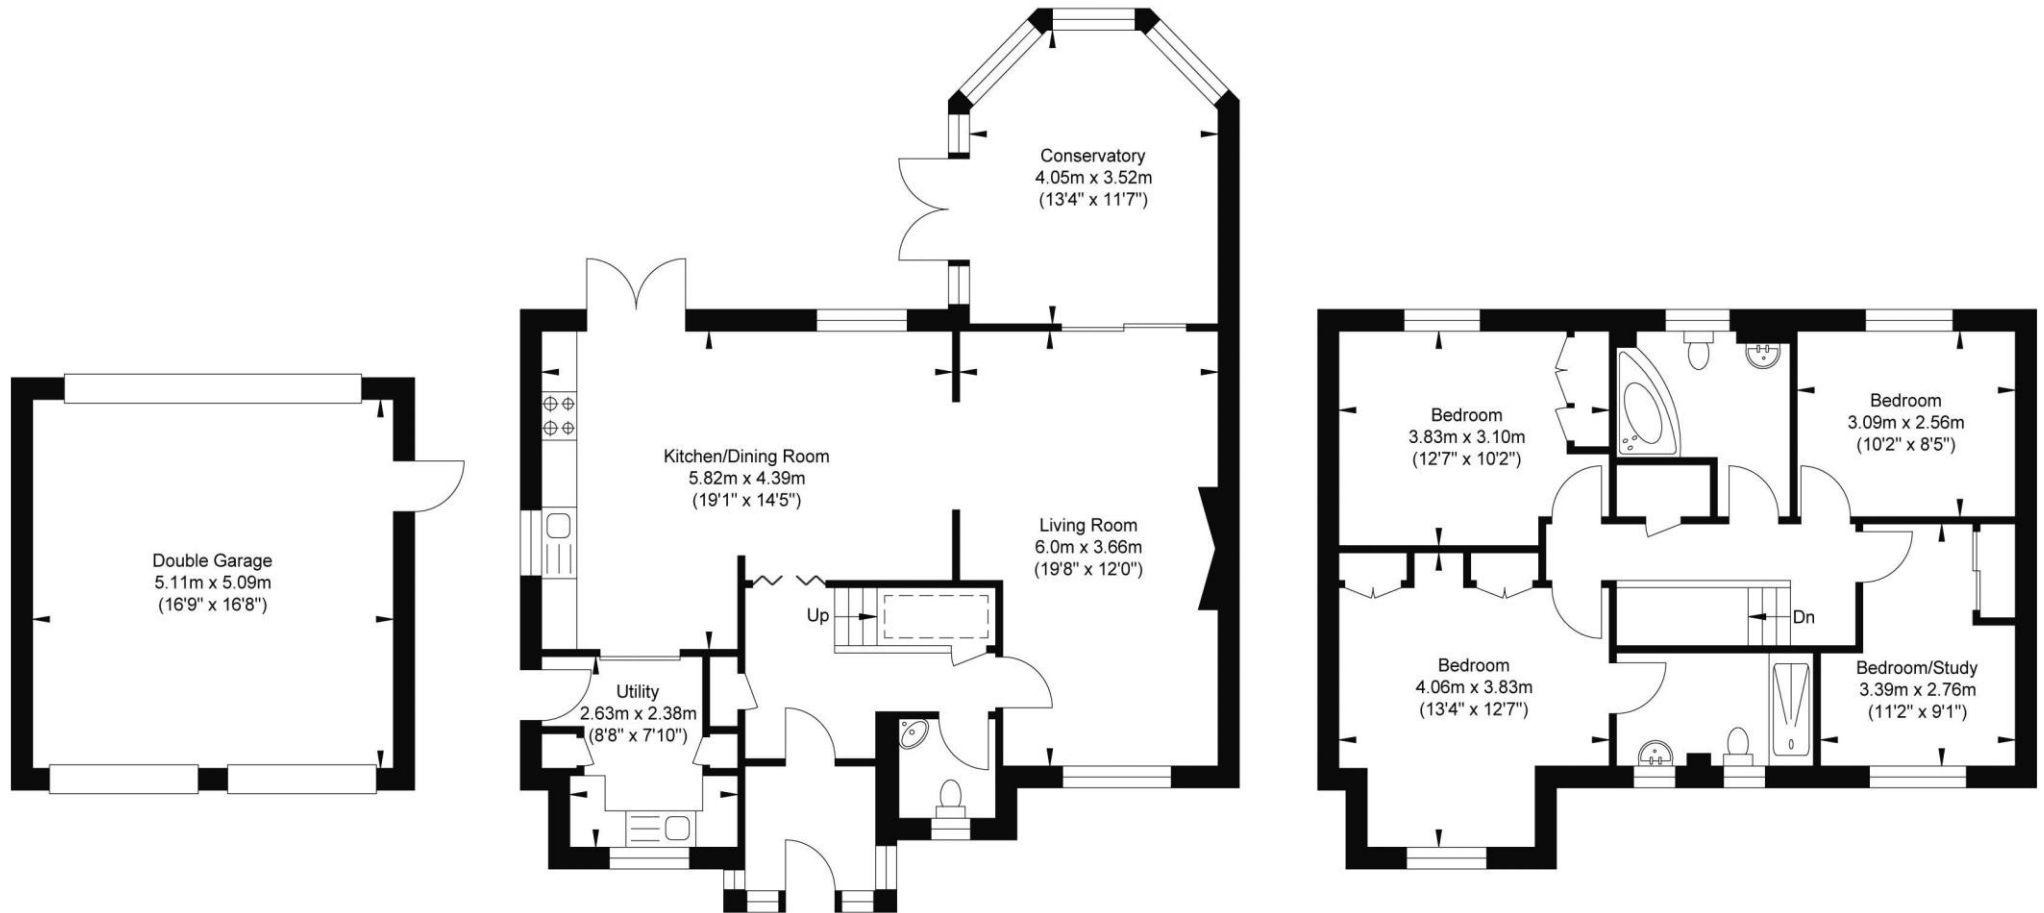 Double Garage
5.11m x 5.09m
(16'9" x 16'8")
Conservatory
4.05m x 3.52m
(13'4" x 11'7")
Kitchen/Dining Room
5.82m x 4.39m
(19'1" x 14'5")
Living Room
6.0m x 3.66m
(19'8" x 12'0")
Up
Utility
2.63m x 2.38m
(8'8" x 7'10")
Bedroom
3.83m x 3.10m
(12'7" x 10'2")
Bedroom
3.09m x 2.56m
(10'2" x 8'5")
Dn
Bedroom
4.06m x 3.83m
(13'4" x 12'7")
Bedroom/Study
3.39m x 2.76m
(11'2" x 9'1")